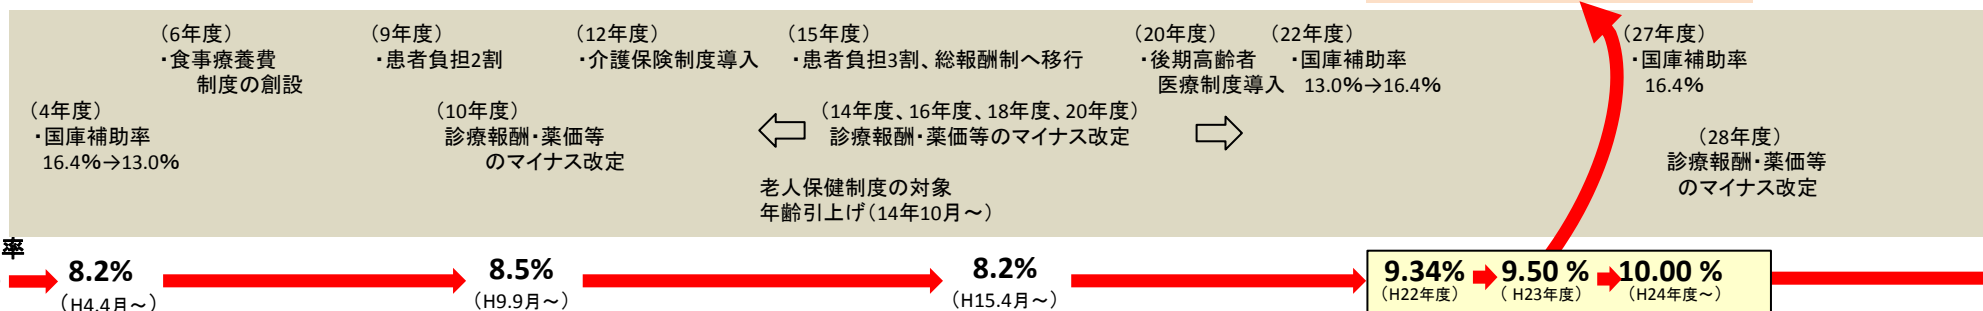 （6年度）
・食事療養費
制度の創設
（9年度）
・患者負担2割
（12年度）
・介護保険制度導入
（15年度）
・患者負担3割、総報酬制へ移行
（20年度）
・後期高齢者
医療制度導入
（22年度）
・国庫補助率
13.0%→16.4%
（27年度）
・国庫補助率
16.4%
（4年度）
・国庫補助率
16.4%→13.0%
（10年度）
診療報酬・薬価等
のマイナス改定
（14年度、16年度、18年度、20年度）
診療報酬・薬価等のマイナス改定
（28年度）
診療報酬・薬価等
のマイナス改定
老人保健制度の対象
年齢引上げ（14年10月～）
率
8.2%
（H4.4月～）
8.5%
（H9.9月～）
8.2%
（H15.4月～）
9.34%
（H22年度）
9.50 %
（ H23年度）
10.00 %
（H24年度～）